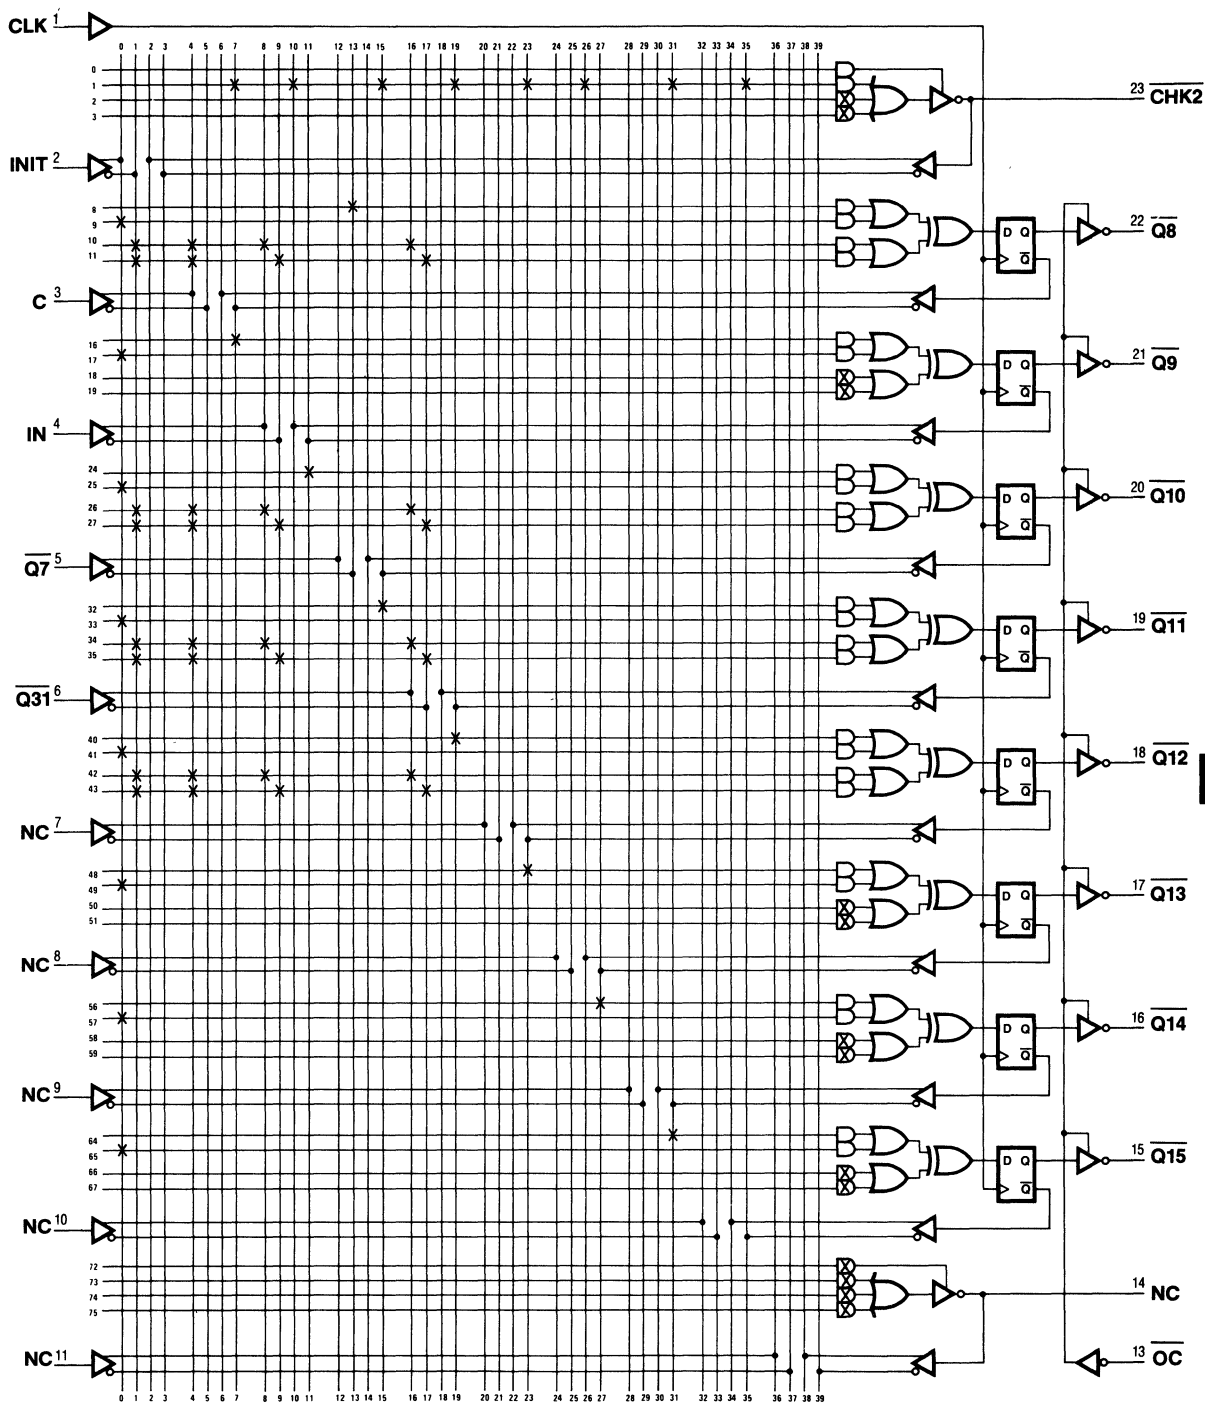 CLK 1
0 1 2 3 4 5 6 7 8 9 10 11 12 13 14 15 16 17 18 19 20 21 22 23 24 25 26 27 28 29 30 31 32 33 34 35 36 37 38 39
0
1
2
3
23 CHK2
INIT 2
8
9
10
11
D Q
Q
22 Q8
C 3
16
17
18
19
D Q
Q
21 Q9
IN 4
24
25
26
27
D Q
Q
20 Q10
Q7 5
32
33
34
35
D Q
Q
19 Q11
Q31 6
40
41
42
43
D Q
Q
18 Q12
NC 7
48
49
50
51
D Q
Q
17 Q13
NC 8
56
57
58
59
D Q
Q
16 Q14
NC 9
64
65
66
67
D Q
Q
15 Q15
NC 10
72
73
74
75
14 NC
NC 11
13 OC
0 1 2 3 4 5 6 7 8 9 10 11 12 13 14 15 16 17 18 19 20 21 22 23 24 25 26 27 28 29 30 31 32 33 34 35 36 37 38 39